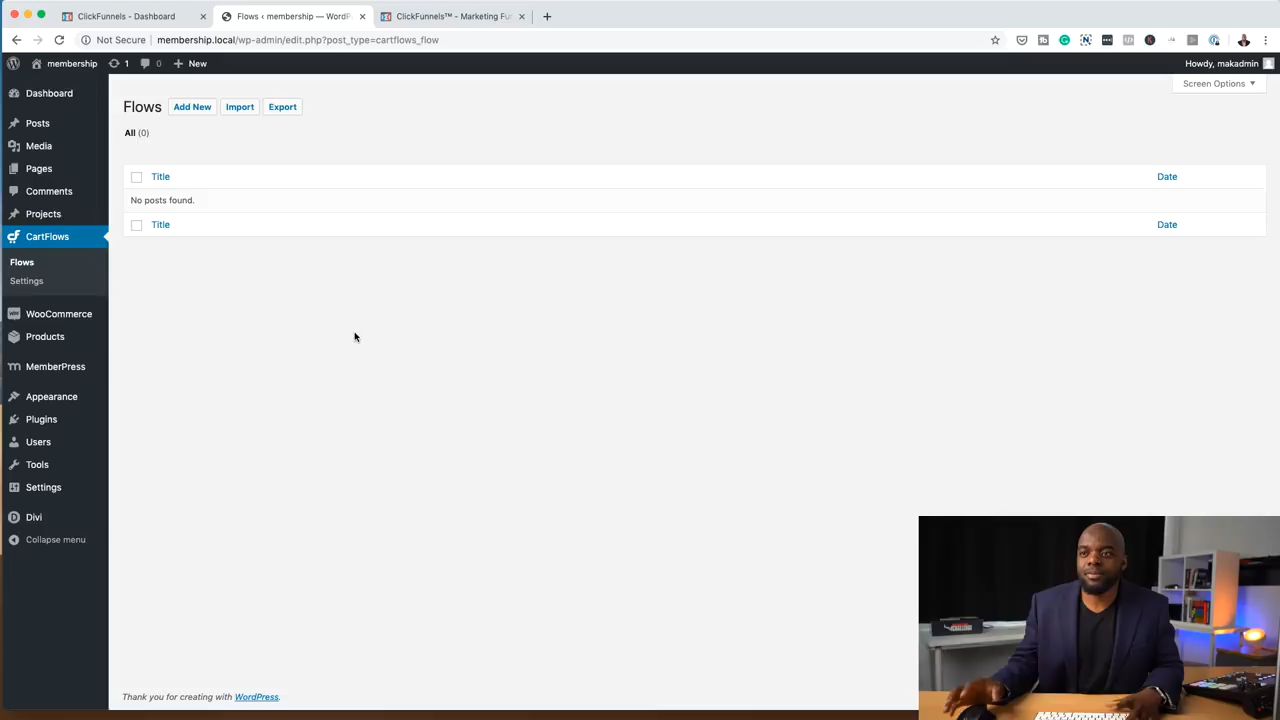 ClickFunnels - Dashboard
Flows ‹ membership — WordP
ClickFunnels™ - Marketing Fu
Not Secure
membership.local/wp-admin/edit.php?post_type=cartflows_flow
membership
1
0
New
Howdy, makadmin
Screen Options
Dashboard
Posts
Media
Pages
Comments
Projects
CartFlows
Flows
Settings
WooCommerce
Products
MemberPress
Appearance
Plugins
Users
Tools
Settings
Divi
Collapse menu
Flows
Add New
Import
Export
All (0)
Title
Date
No posts found.
Title
Date
Thank you for creating with WordPress.